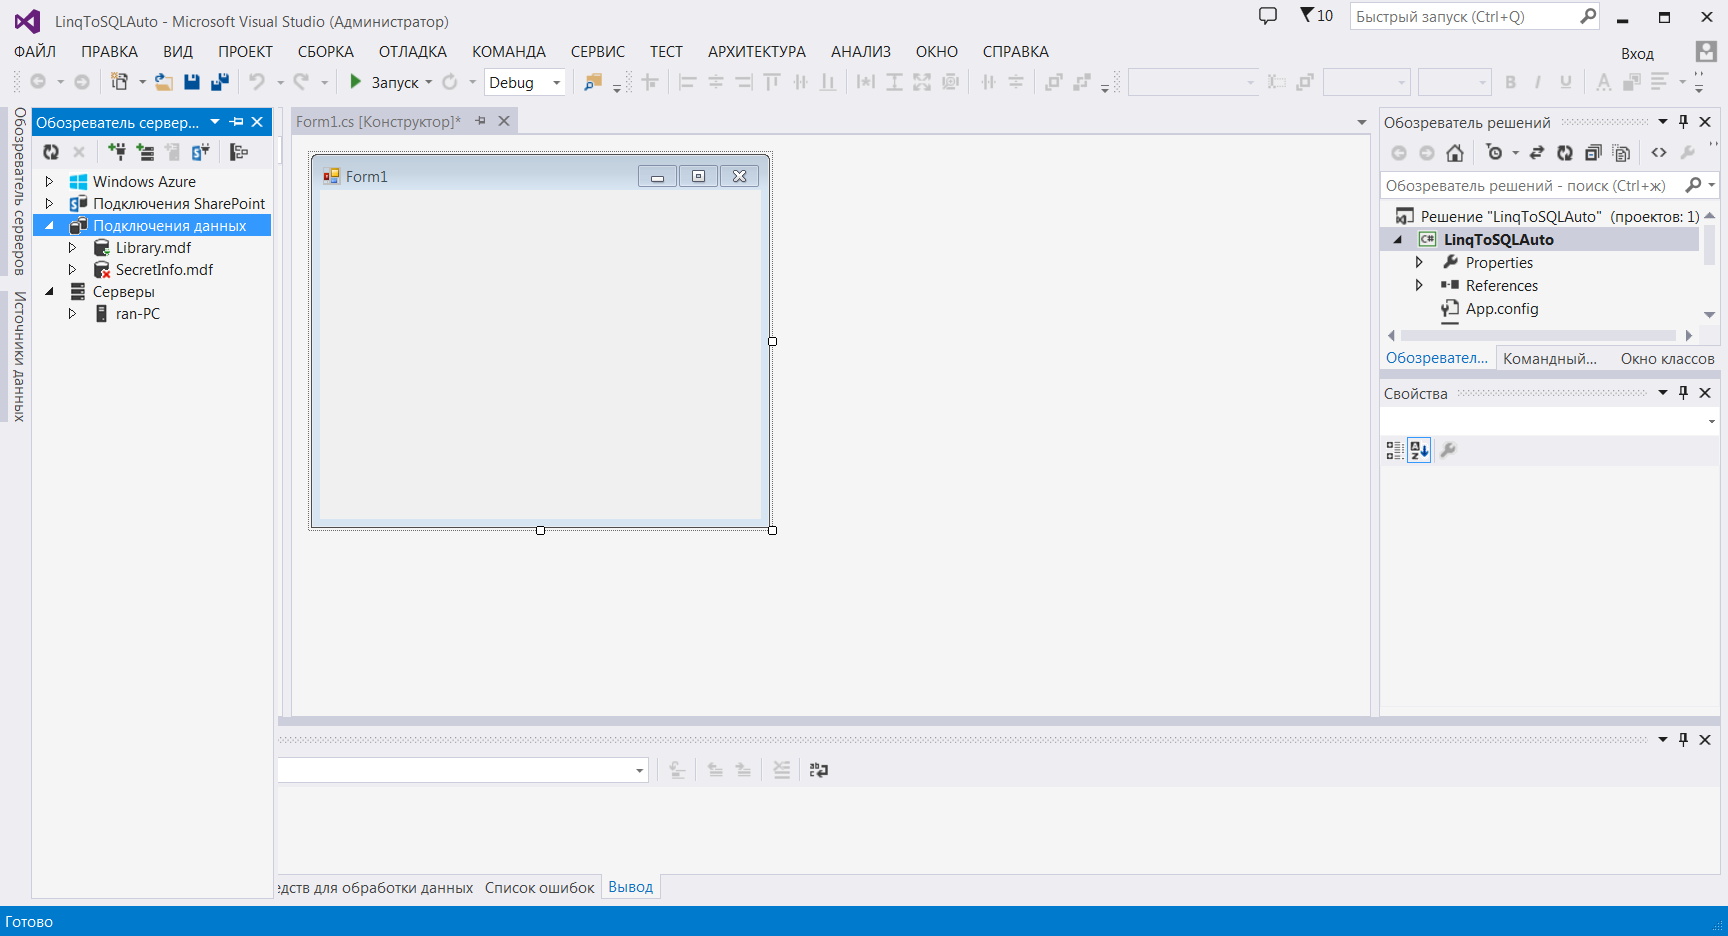 LinqToSQLAuto - Microsoft Visual Studio (Администратор)
10
Быстрый запуск (Ctrl+Q)
ФАЙЛ ПРАВКА ВИД ПРОЕКТ СБОРКА ОТЛАДКА КОМАНДА СЕРВИС ТЕСТ АРХИТЕКТУРА АНАЛИЗ ОКНО СПРАВКА
Вход
Запуск
Debug
B I U A
Обозреватель серверов
Источники данных
Обозреватель сервер...
Windows Azure
Подключения SharePoint
Подключения данных
Library.mdf
SecretInfo.mdf
Серверы
ran-PC
Form1.cs [Конструктор]*
Form1
Обозреватель решений
Обозреватель решений - поиск (Ctrl+ж)
Решение "LinqToSQLAuto" (проектов: 1)
C# LinqToSQLAuto
Properties
References
App.config
Обозревател... Командный... Окно классов
Свойства
едств для обработки данных Список ошибок Вывод
Готово